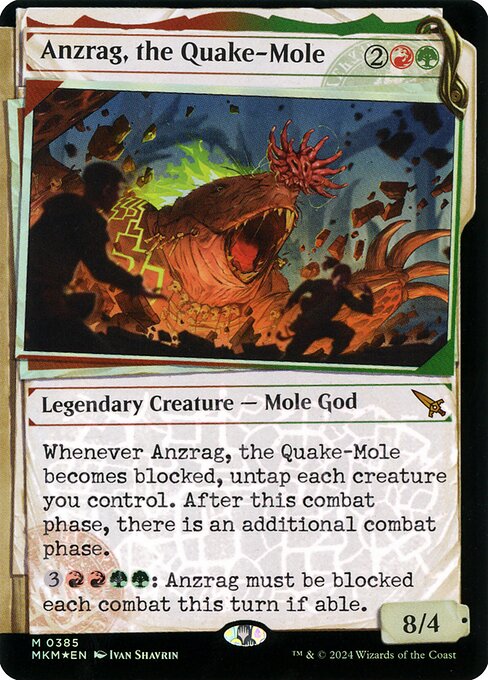 Anzrag, the Quake-Mole 2
Legendary Creature — Mole God
Whenever Anzrag, the Quake-Mole
becomes blocked, untap each creature
you control. After this combat
phase, there is an additional combat
phase.
3: Anzrag must be blocked
each combat this turn if able.
8/4
M 0385
MKM★EN Ivan Shavrin
™ & © 2024 Wizards of the Coast